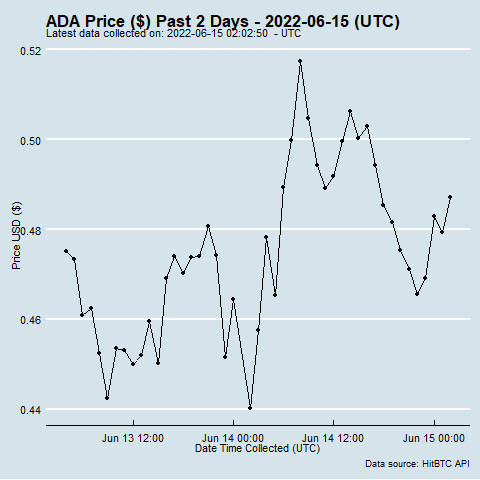 ADA Price ($) Past 2 Days - 2022-06-15 (UTC)
Latest data collected on: 2022-06-15 02:02:50  - UTC
0.52
0.50
0.48
0.46
0.44
Price USD ($)
Jun 13 12:00
Jun 14 00:00
Jun 14 12:00
Jun 15 00:00
Date Time Collected (UTC)
Data source: HitBTC API